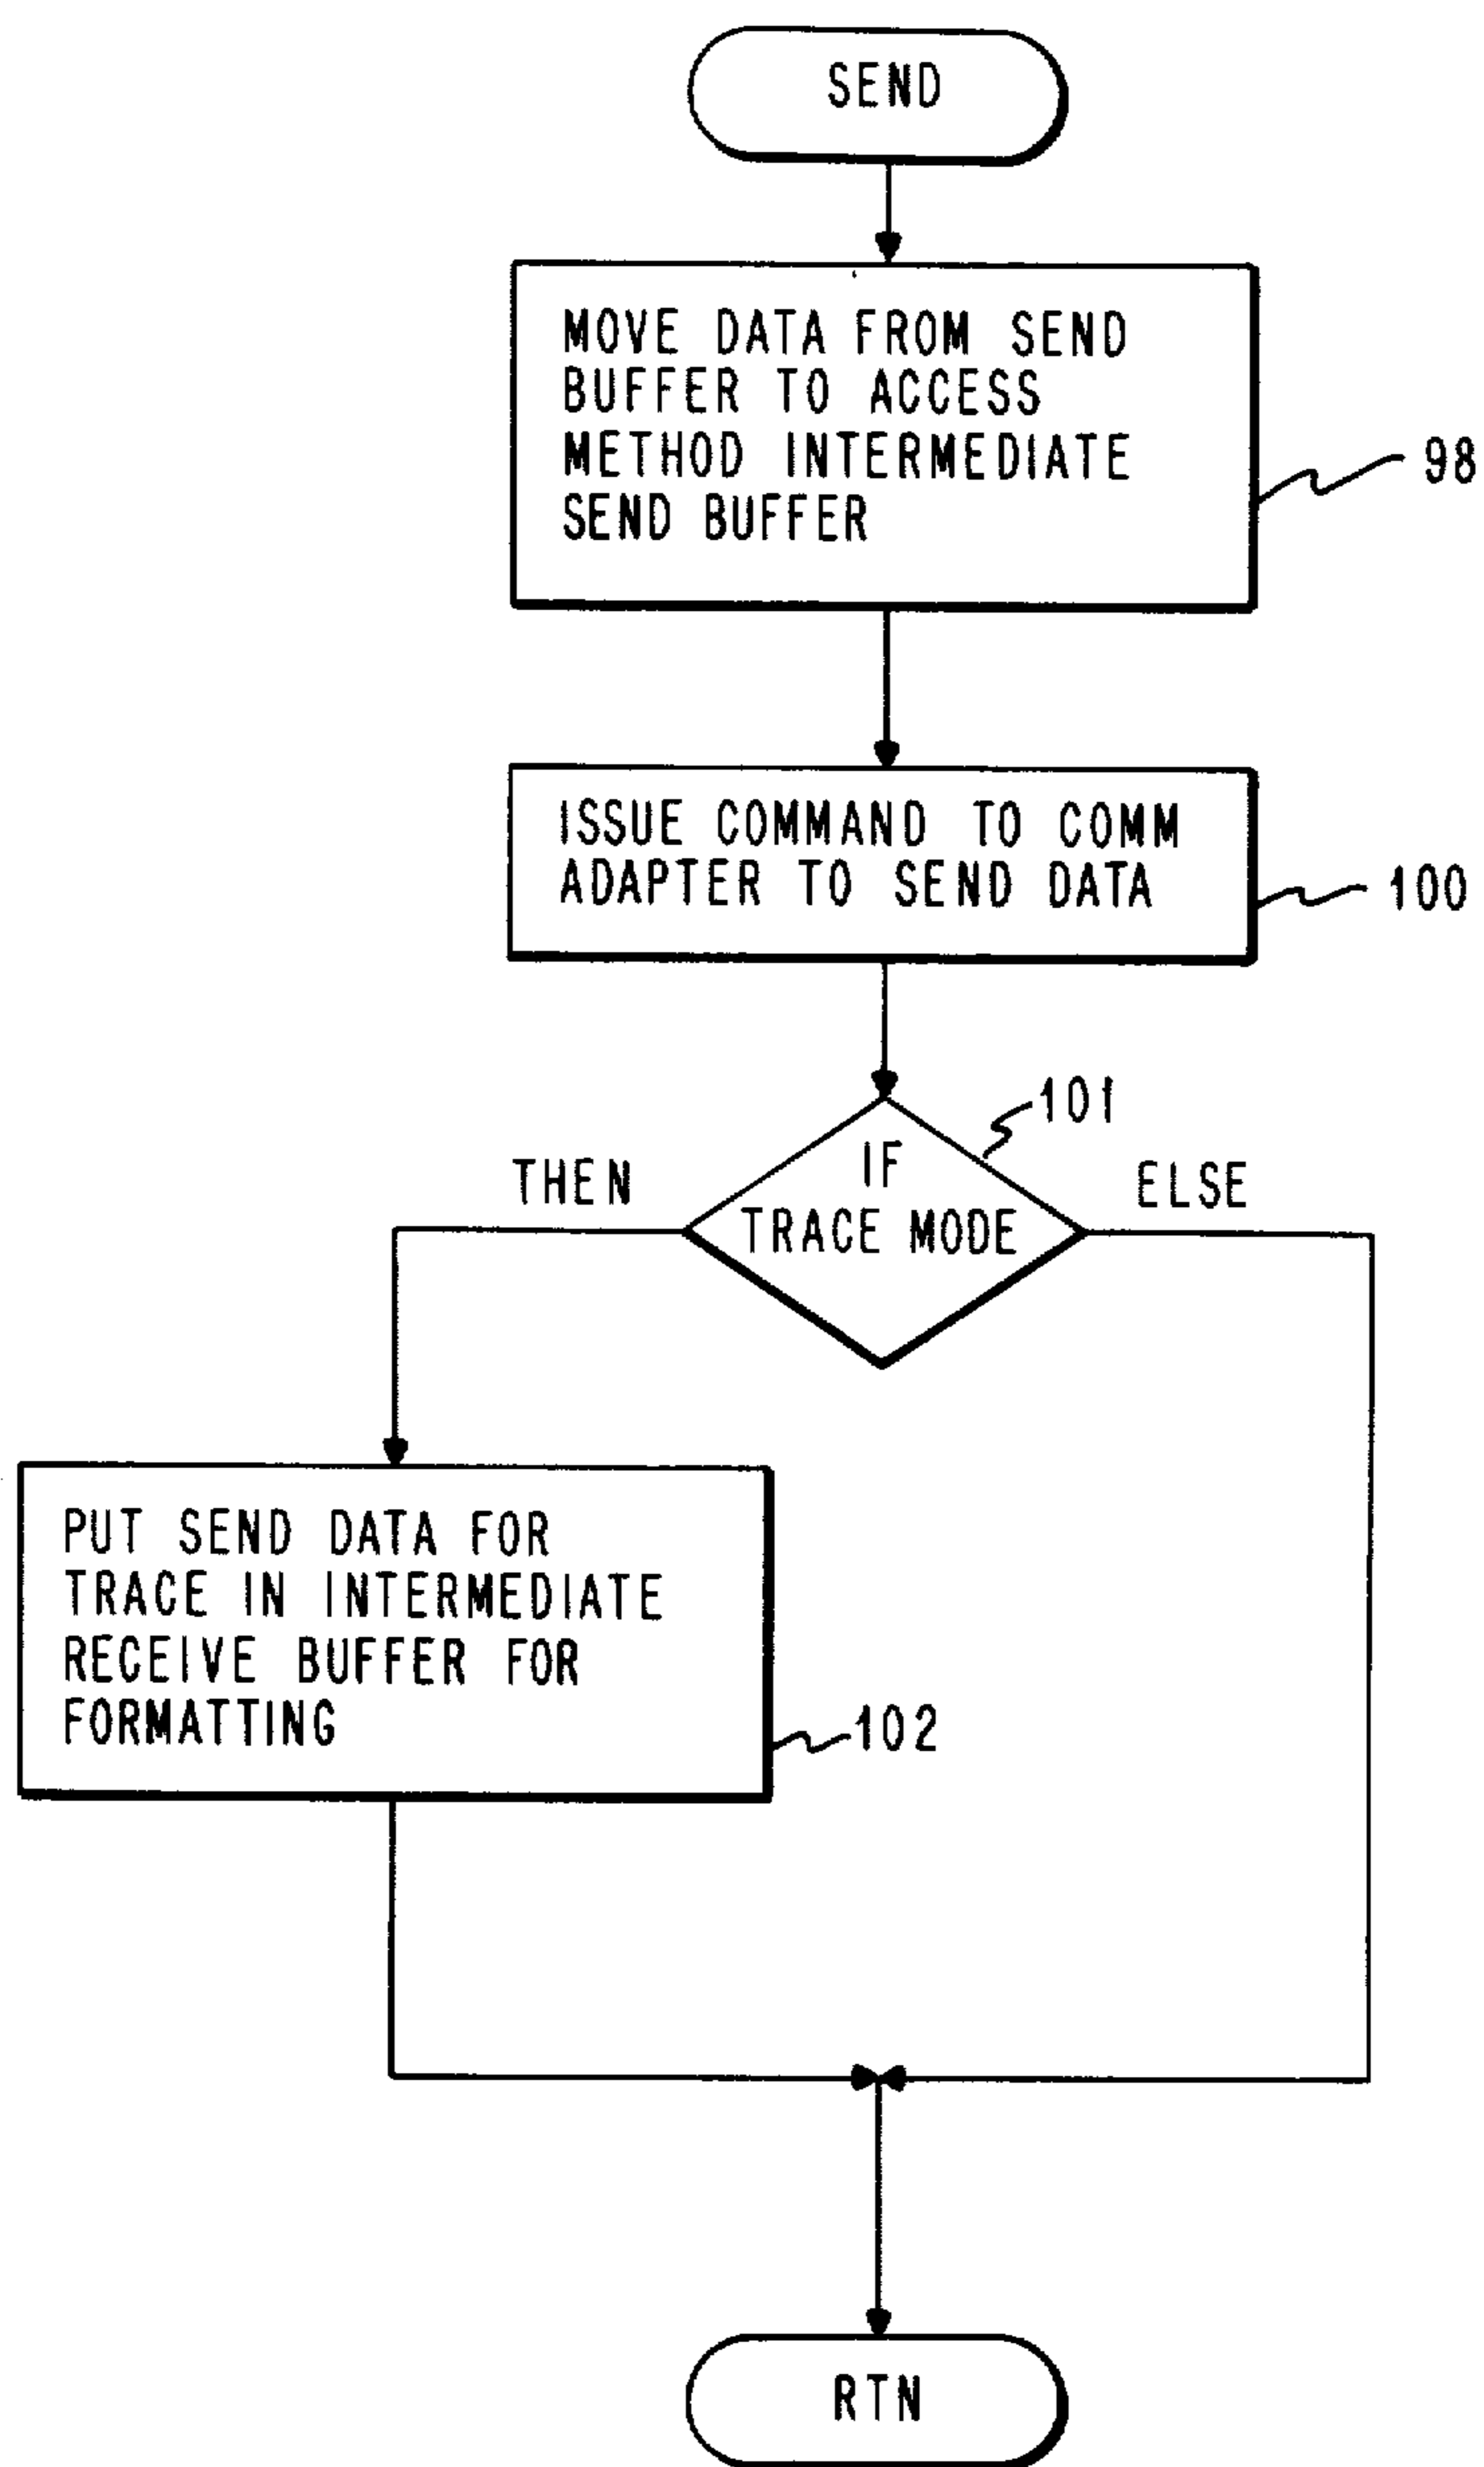 SEND
MOVE DATA FROM SEND
BUFFER TO ACCESS
METHOD INTERMEDIATE
SEND BUFFER
98
ISSUE COMMAND TO COMM
ADAPTER TO SEND DATA
100
101
IF
TRACE MODE
THEN
ELSE
PUT SEND DATA FOR
TRACE IN INTERMEDIATE
RECEIVE BUFFER FOR
FORMATTING
102
RTN